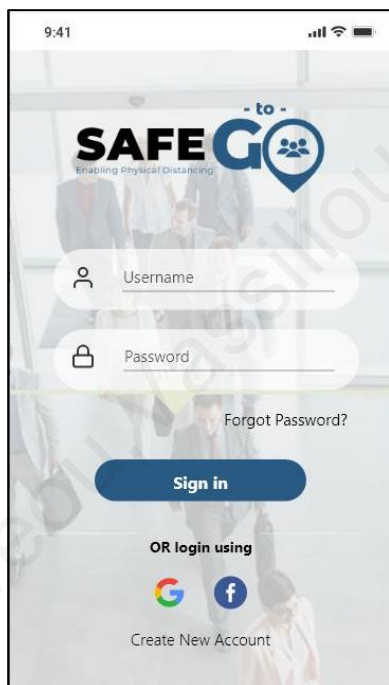 9:41
- to -
SAFE GO
Enabling Physical Distancing
Username
Password
Forgot Password?
Sign in
OR login using
G f
Create New Account